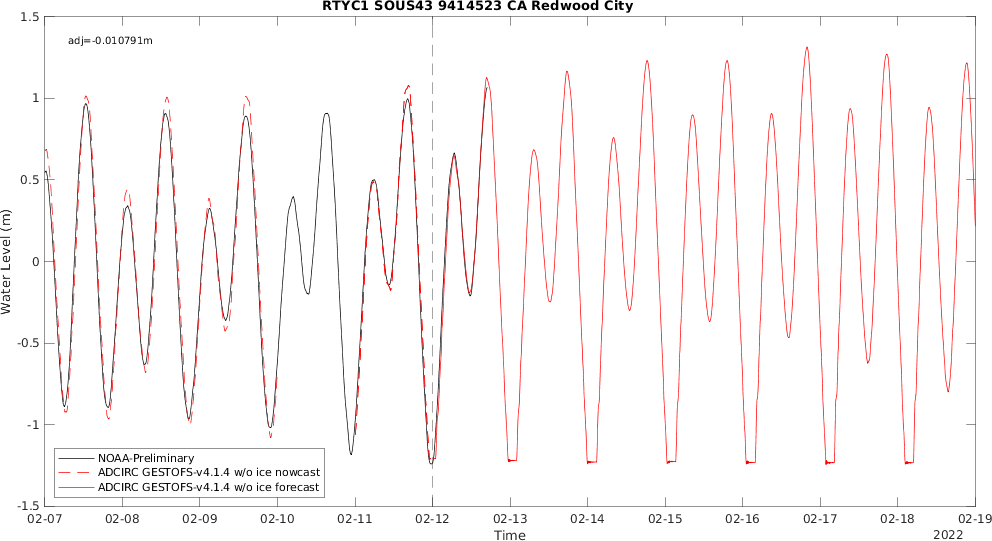 RTYC1 SOUS43 9414523 CA Redwood City
adj=-0.010791m
1.5
1
0.5
0
-0.5
-1
-1.5
Water Level (m)
NOAA-Preliminary
ADCIRC GESTOFS-v4.1.4 w/o ice nowcast
ADCIRC GESTOFS-v4.1.4 w/o ice forecast
02-07 02-08 02-09 02-10 02-11 02-12 02-13 02-14 02-15 02-16 02-17 02-18 02-19
Time
2022